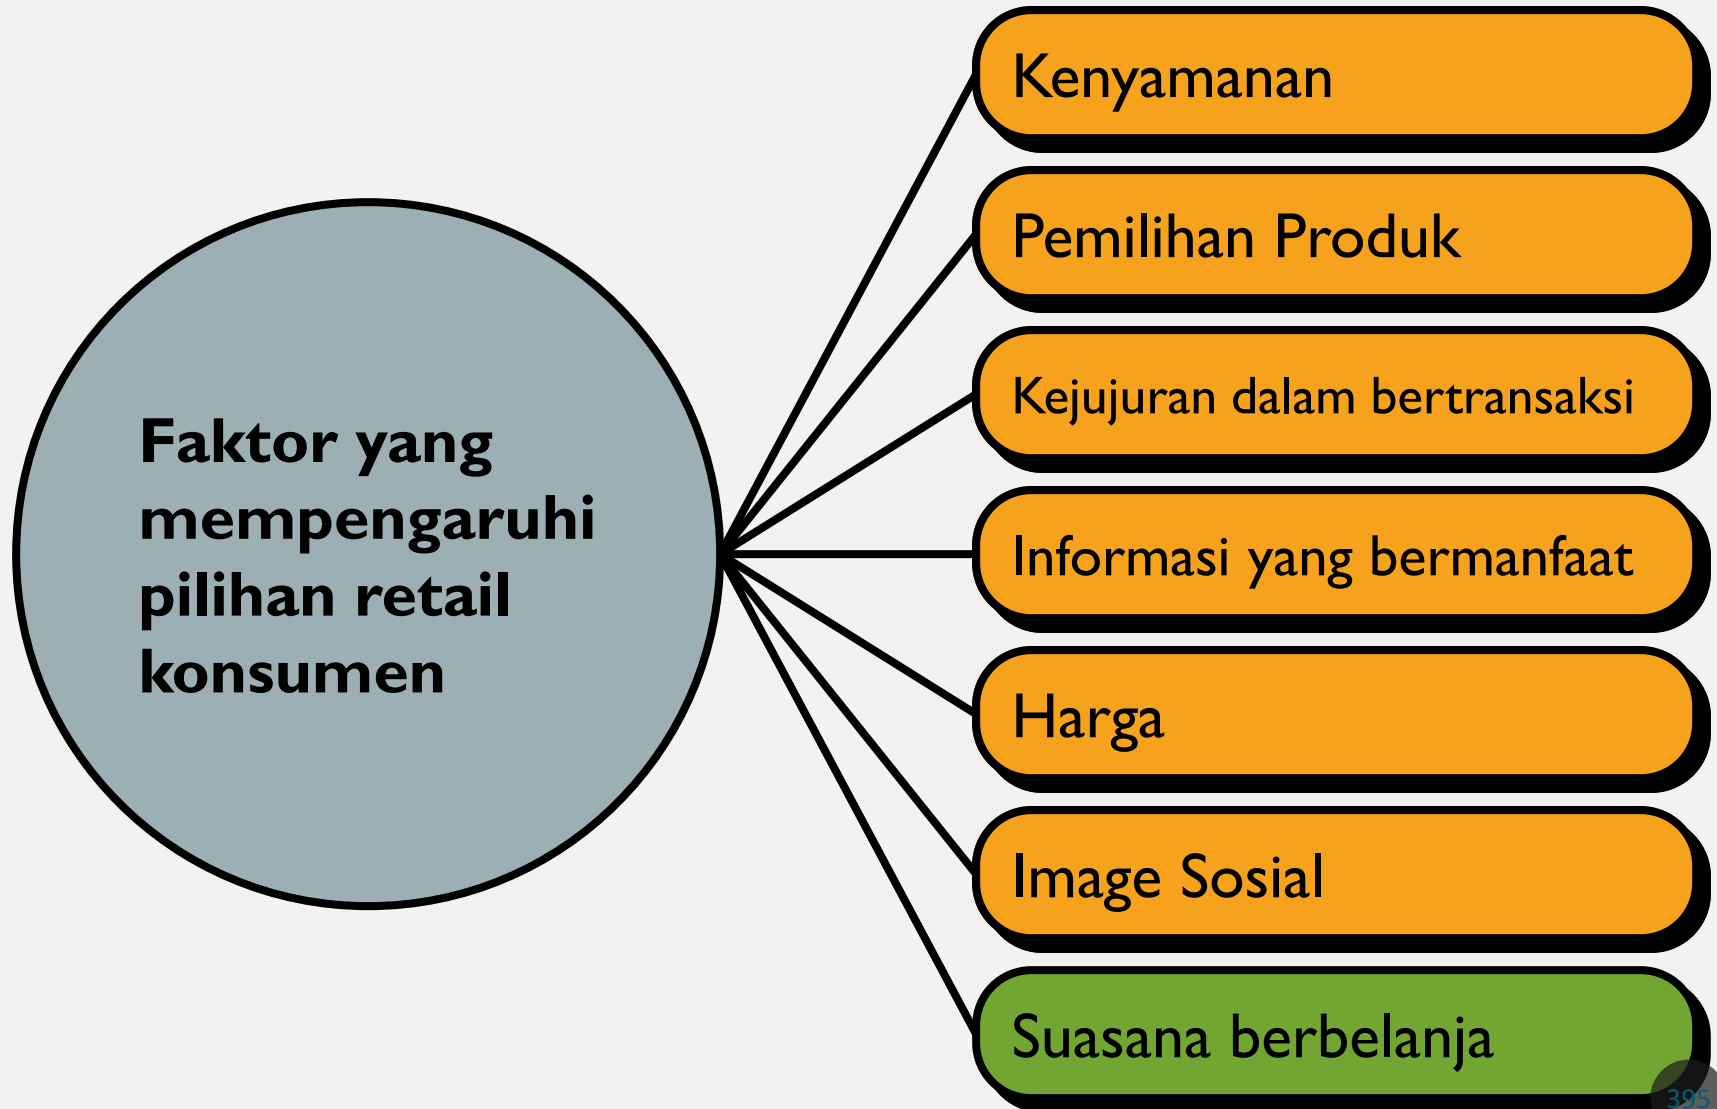 Faktor yang
mempengaruhi
pilihan retail
konsumen
Kenyamanan
Pemilihan Produk
Kejujuran dalam bertransaksi
Informasi yang bermanfaat
Harga
Image Sosial
Suasana berbelanja
395